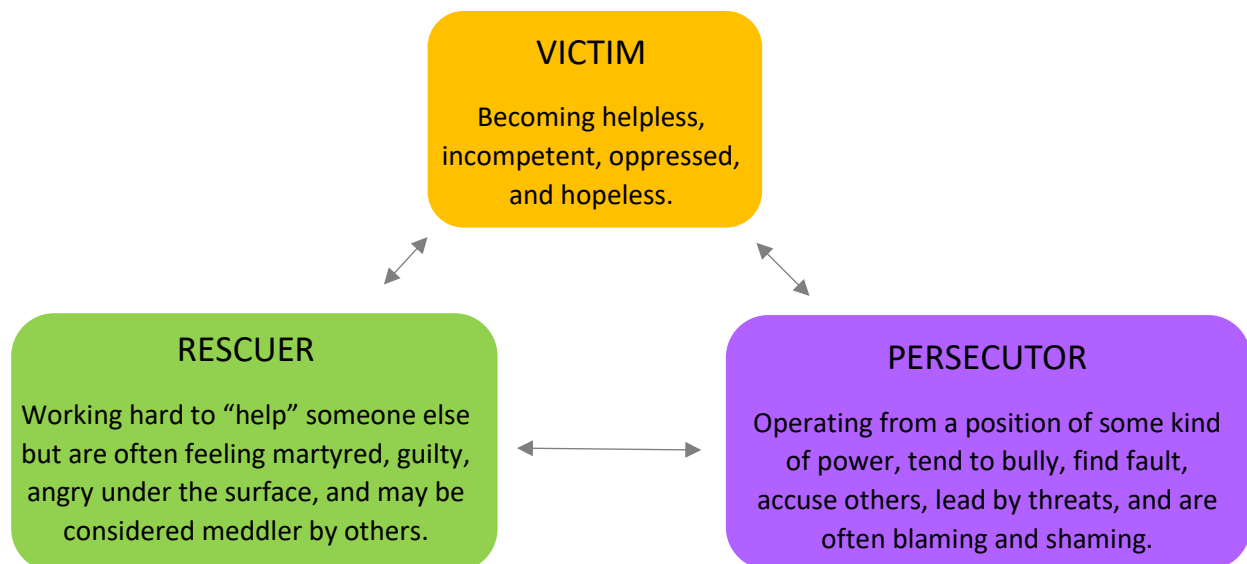 VICTIM
Becoming helpless,
incompetent, oppressed,
and hopeless.
RESCUER
Working hard to “help” someone else
but are often feeling martyred, guilty,
angry under the surface, and may be
considered meddler by others.
PERSECUTOR
Operating from a position of some kind
of power, tend to bully, find fault,
accuse others, lead by threats, and are
often blaming and shaming.